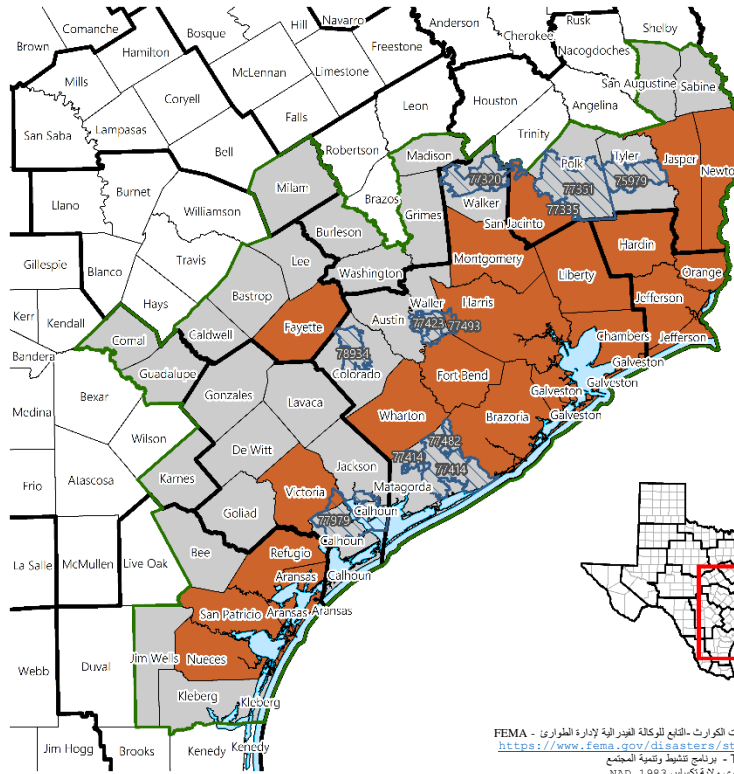 Comanche
Hill
Navarro
Anderson
Rusk
Shelby
Brown
Hamilton
Bosque
Freestone
Cherokee
Nacogdoches
Mills
McLennan
Limestone
San Augustine
Sabine
Coryell
Leon
Houston
Angelina
San Saba
Lampasas
Falls
Trinity
Bell
Robertson
Madison
Polk
Tyler
Jasper
Newto
Milam
77320
77331
75979
Llano
Burnet
Williamson
Brazos
Grimes
Walker
77335
San Jacinto
Burleson
Travis
Lee
Washington
Montgomery
Hardin
Gillespie
Blanco
Liberty
Orange
Hays
Bastrop
Waller
Harris
Jefferson
Kerr
Kendall
Fayette
Austin
77423
77493
Caldwell
Chambers
Jefferson
Bandera
Comal
78934
Colorado
Galveston
Guadalupe
Fort Bend
Galveston
Galveston
Bexar
Gonzales
Lavaca
Medina
Wharton
Brazoria
Galveston
Wilson
77482
De Witt
77414
77414
Frio
Atascosa
Karnes
Jackson
Matagorda
Victoria
Calhoun
Goliad
77979
Bee
Calhoun
La Salle
McMullen
Live Oak
Refugio
Aransas
Calhoun
San Patricio
Aransas
Aransas
Webb
Duval
Jim Wells
Nueces
Kleberg
Kleberg
Jim Hogg
Brooks
Kenedy
Kenedy
ت الكوارث -التابع للوكالة الفيدرالية لإدارة الطوارئ - FEMA
https://www.fema.gov/disasters/st
T - برنامج تنشيط وتنمية المجتمع
NAD 1983